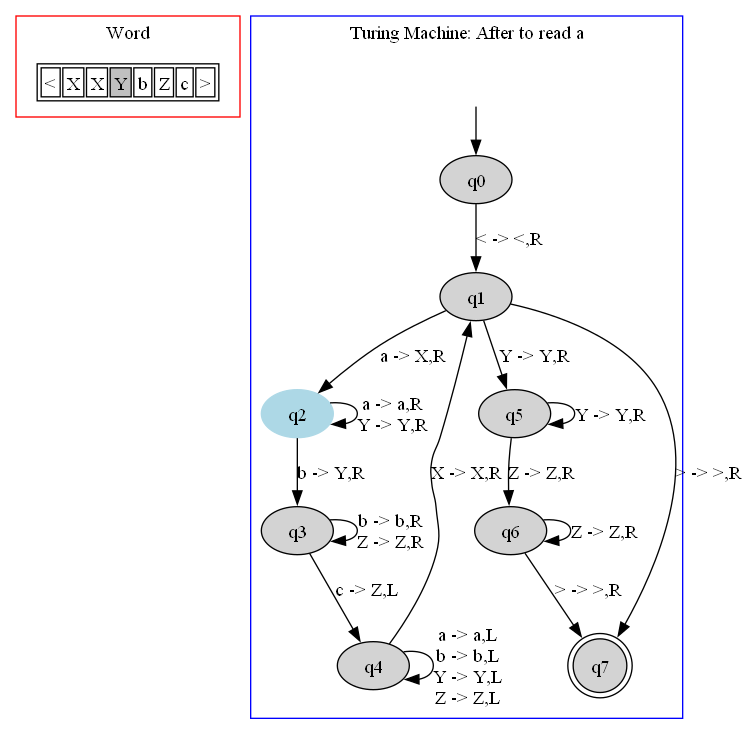 Word
< X X Y b Z c >
Turing Machine: After to read a
q0
< -> <,R
q1
a -> X,R
Y -> Y,R
q2
a -> a,R
Y -> Y,R
q5
Y -> Y,R
b -> Y,R
X -> X,R
Z -> Z,R
> -> >,R
q3
b -> b,R
Z -> Z,R
q6
Z -> Z,R
c -> Z,L
> -> >,R
q4
a -> a,L
b -> b,L
Y -> Y,L
Z -> Z,L
q7